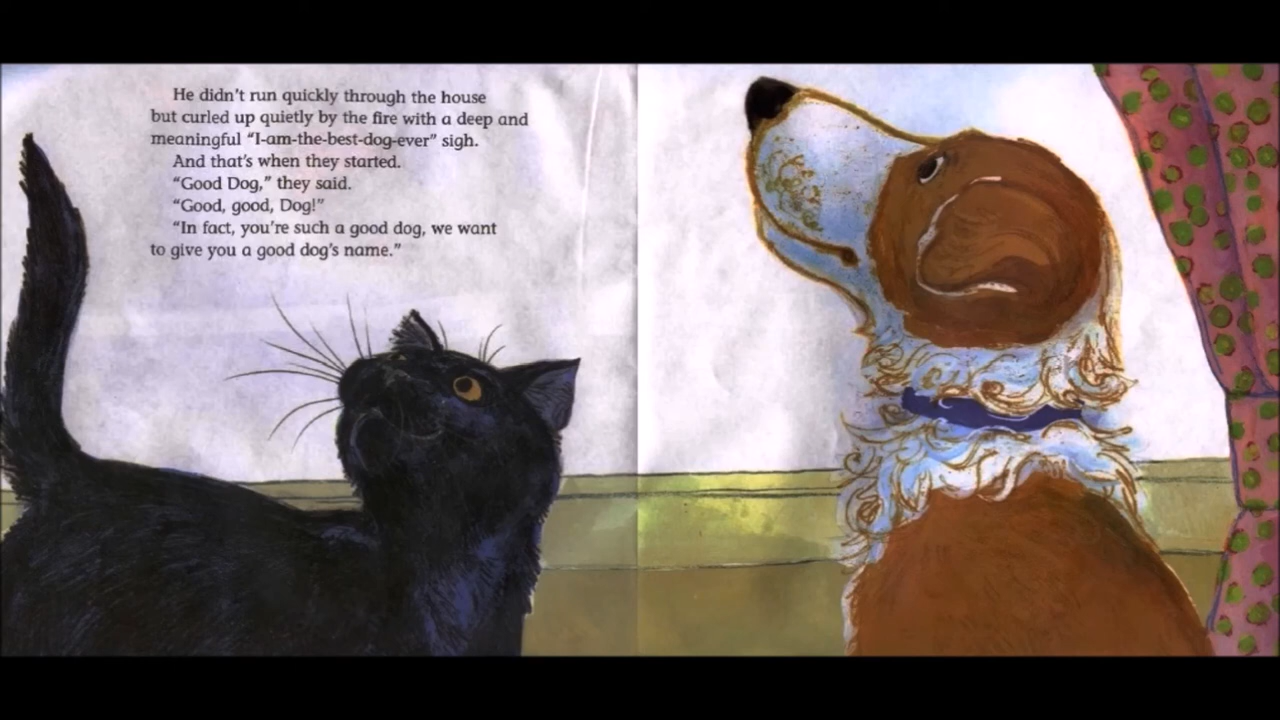 He didn't run quickly through the house
but curled up quietly by the fire with a deep and
meaningful “I-am-the-best-dog-ever” sigh.
And that's when they started.
“Good Dog,” they said.
“Good, good, Dog!”
“In fact, you're such a good dog, we want
to give you a good dog's name.”